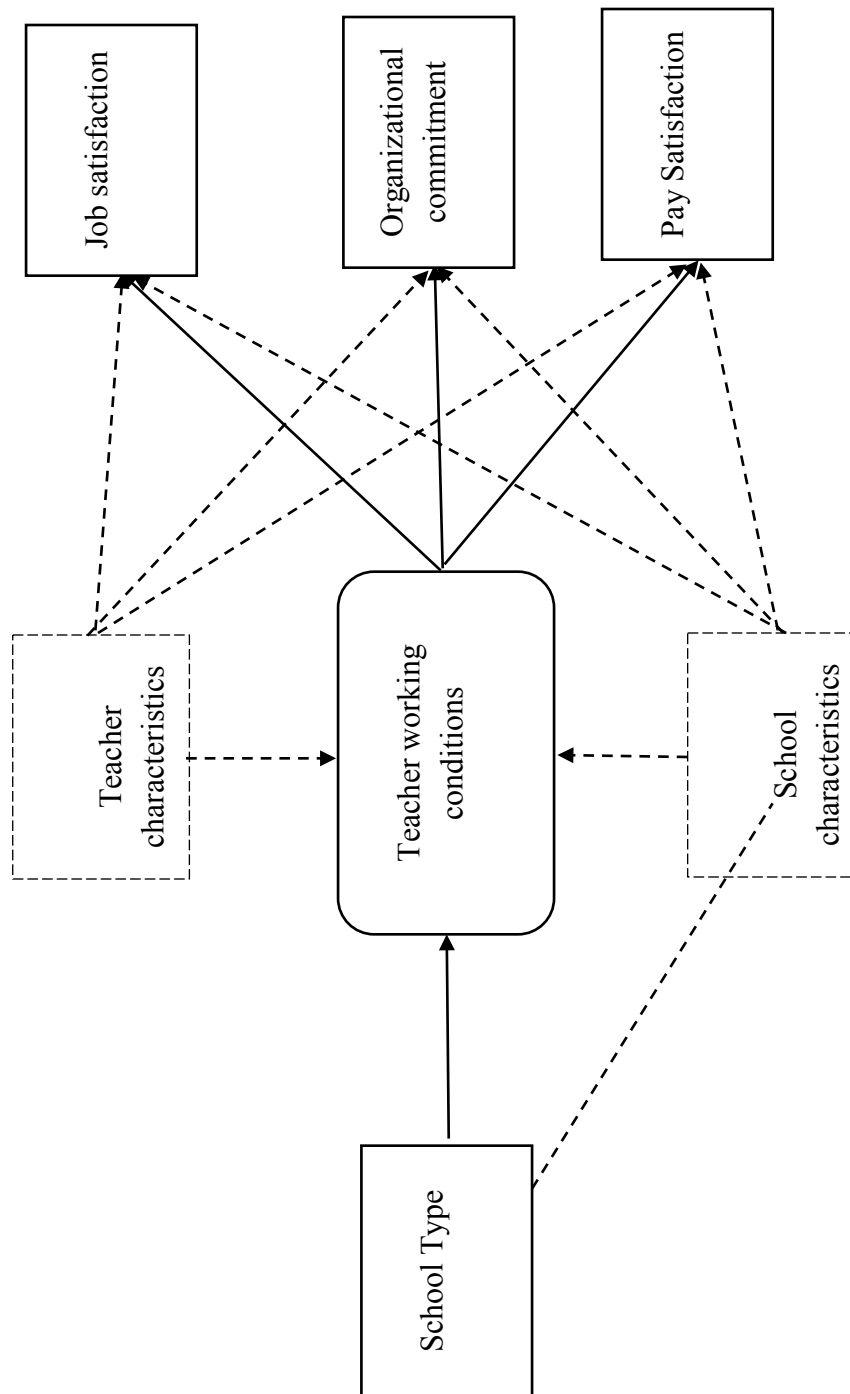 Job satisfaction
Organizational
commitment
Pay Satisfaction
Teacher
characteristics
Teacher working
conditions
School
characteristics
School Type